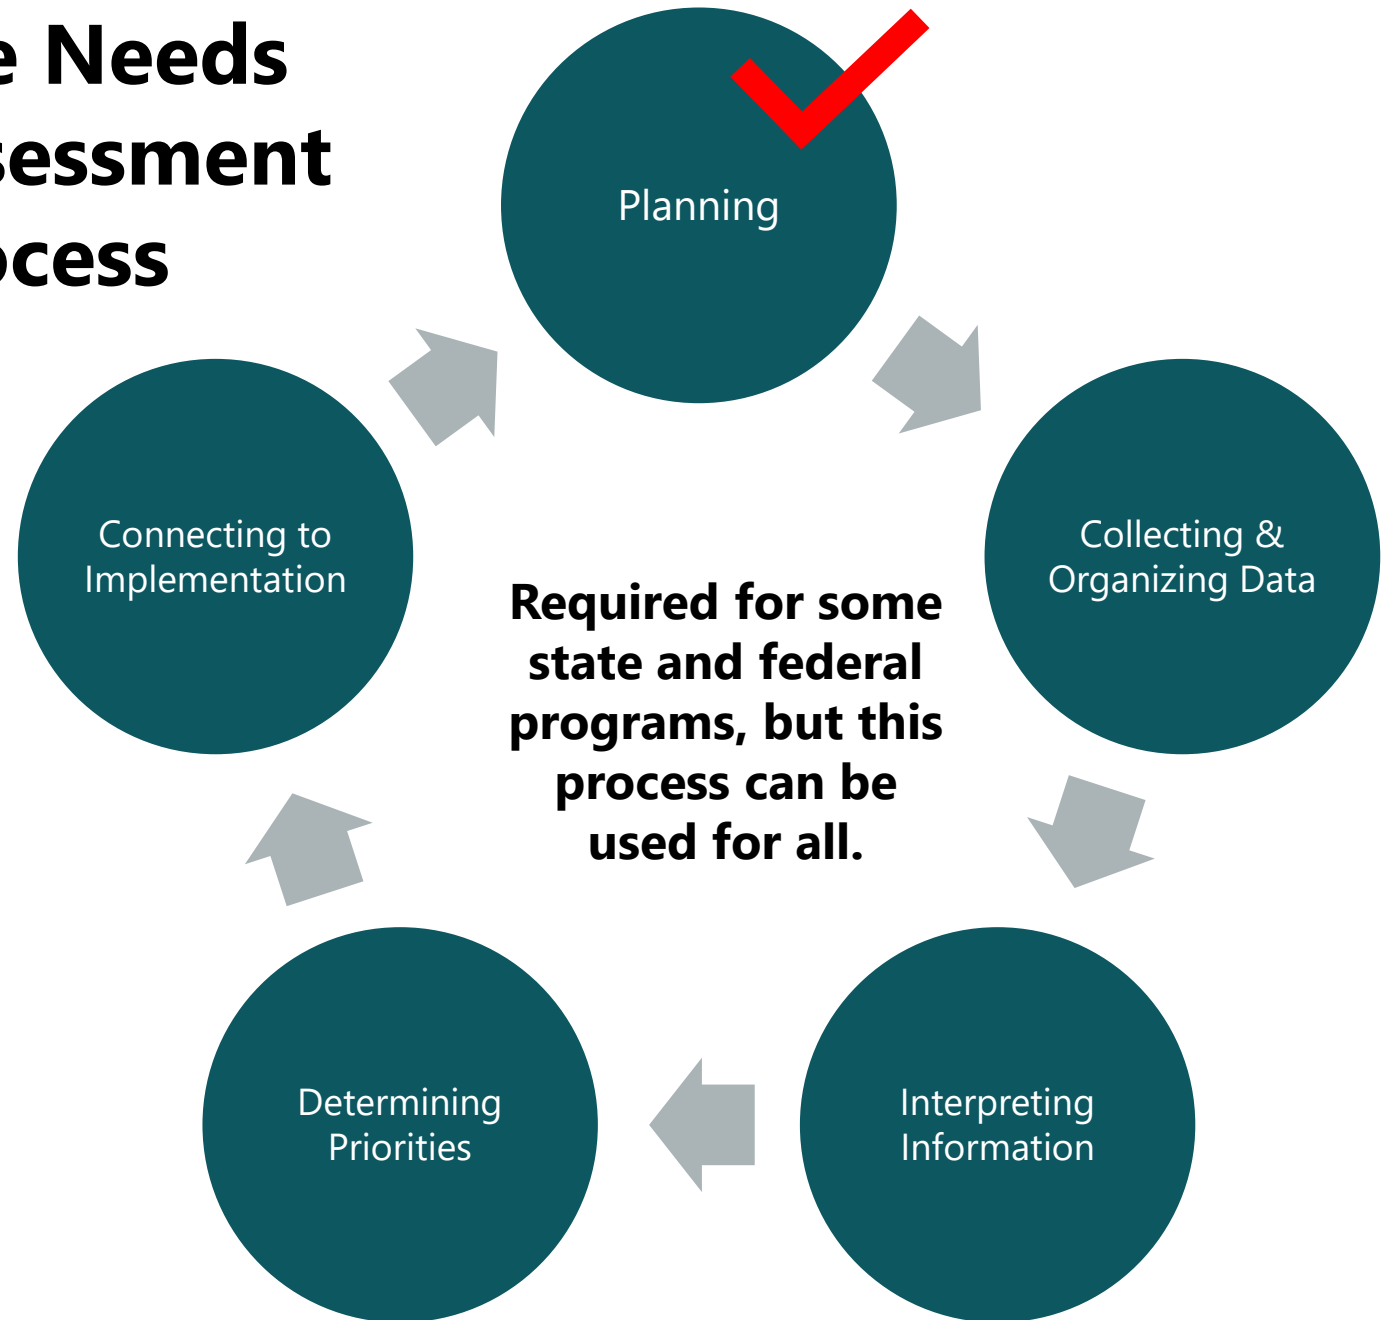 e Needs
sessment
ocess
Planning
Collecting &
Organizing Data
Interpreting
Information
Determining
Priorities
Connecting to
Implementation
Required for some
state and federal
programs, but this
process can be
used for all.